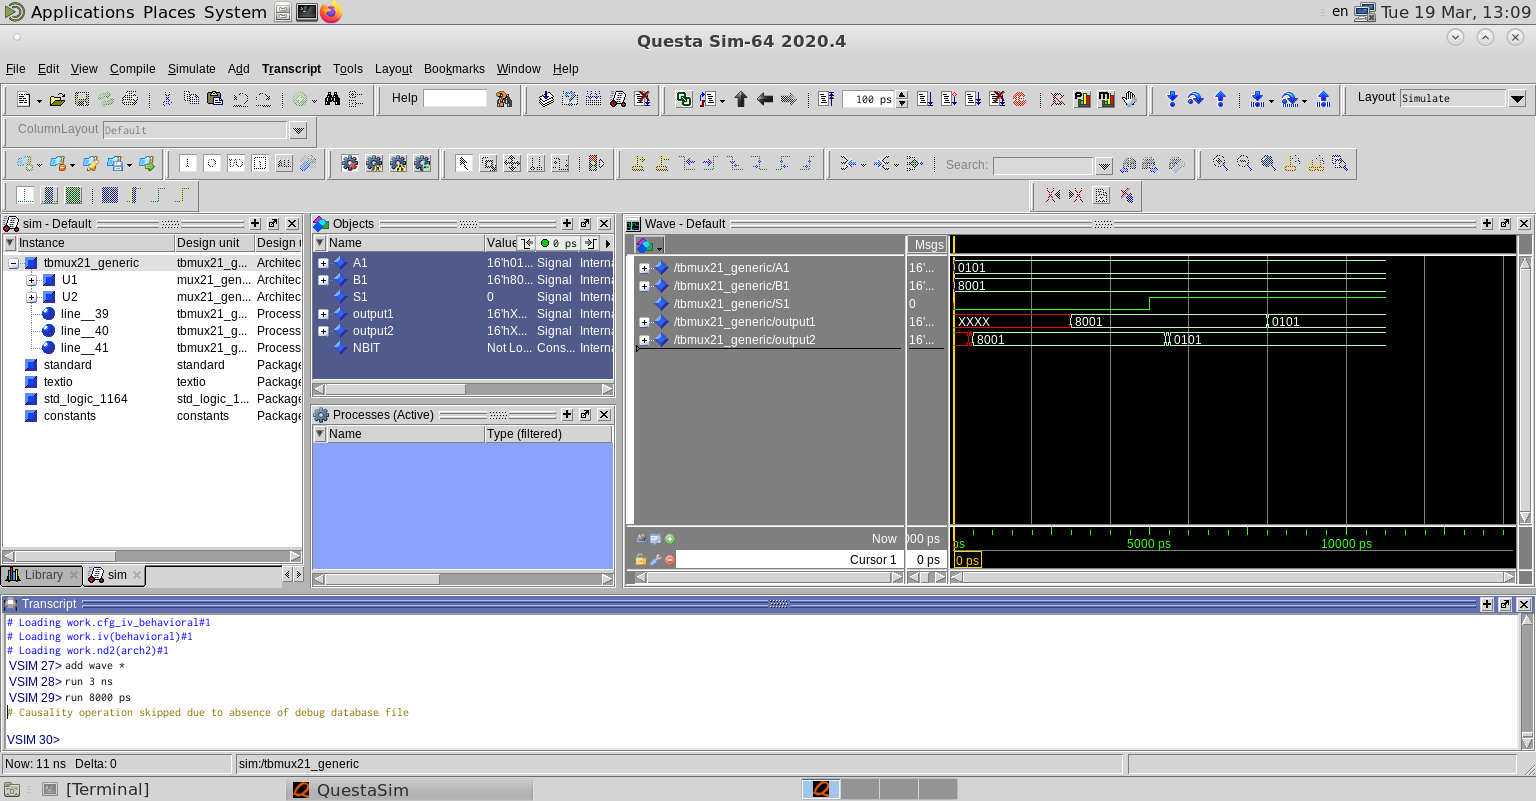 Applications Places System
en Tue 19 Mar, 13:09
Questa Sim-64 2020.4
File Edit View Compile Simulate Add Transcript Tools Layout Bookmarks Window Help
Help 100 ps Layout Simulate
ColumnLayout Default
Search:
sim - Default
Instance Design unit Design u
tbmux21_generic tbmux21_g... Architec
U1 mux21_gen... Architec
U2 mux21_gen... Architec
line__39 tbmux21_g... Process
line__40 tbmux21_g... Process
line__41 tbmux21_g... Process
standard standard Package
textio textio Package
std_logic_1164 std_logic_1... Package
constants constants Package
Library sim
Objects
Name Value 0 ps
A1 16'h01... Signal Interna
B1 16'h80... Signal Interna
S1 0 Signal Interna
output1 16'hX... Signal Interna
output2 16'hX... Signal Interna
NBIT Not Lo... Cons... Interna
Processes (Active)
Name Type (filtered)
Wave - Default
Msgs
/tbmux21_generic/A1 16'... 0101
/tbmux21_generic/B1 16'... 8001
/tbmux21_generic/S1 0
/tbmux21_generic/output1 16'... XXXX 8001 0101
/tbmux21_generic/output2 16'... 8001 0101
Now 000 ps ps 5000 ps 10000 ps
Cursor 1 0 ps 0 ps
Transcript
# Loading work.cfg_iv_behavioral#1
# Loading work.iv(behavioral)#1
# Loading work.nd2(arch2)#1
VSIM 27> add wave *
VSIM 28> run 3 ns
VSIM 29> run 8000 ps
# Causality operation skipped due to absence of debug database file
VSIM 30>
Now: 11 ns Delta: 0 sim:/tbmux21_generic
[Terminal] QuestaSim